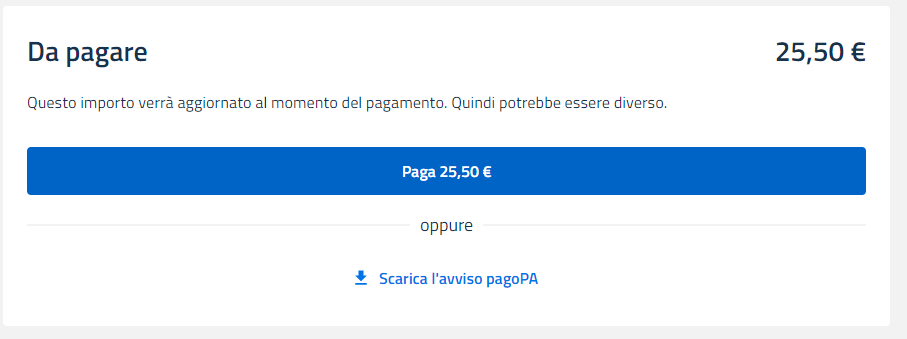 Da pagare
25,50 €
Questo importo verrà aggiornato al momento del pagamento. Quindi potrebbe essere diverso.
Paga 25,50 €
oppure
Scarica l'avviso pagoPA